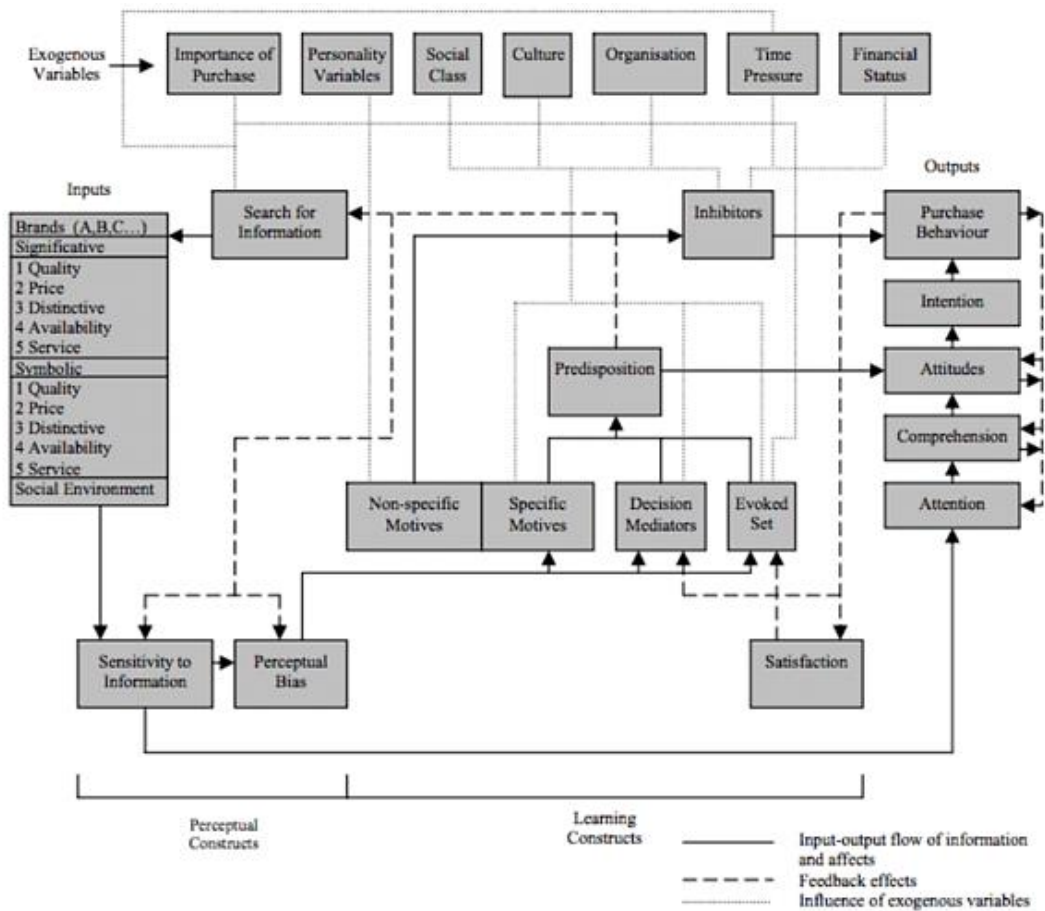 Exogenous
Variables
Importance of
Purchase
Personality
Variables
Social
Class
Culture
Organisation
Time
Pressure
Financial
Status
Inputs
Outputs
Brands (A,B,C...)
Significative
1 Quality
2 Price
3 Distinctive
4 Availability
5 Service
Symbolic
1 Quality
2 Price
3 Distinctive
4 Availability
5 Service
Social Environment
Search for
Information
Inhibitors
Purchase
Behaviour
Intention
Predisposition
Attitudes
Comprehension
Non-specific
Motives
Specific
Motives
Decision
Mediators
Evoked
Set
Attention
Sensitivity to
Information
Perceptual
Bias
Satisfaction
Perceptual
Constructs
Learning
Constructs
Input-output flow of information
and affects
Feedback effects
Influence of exogenous variables